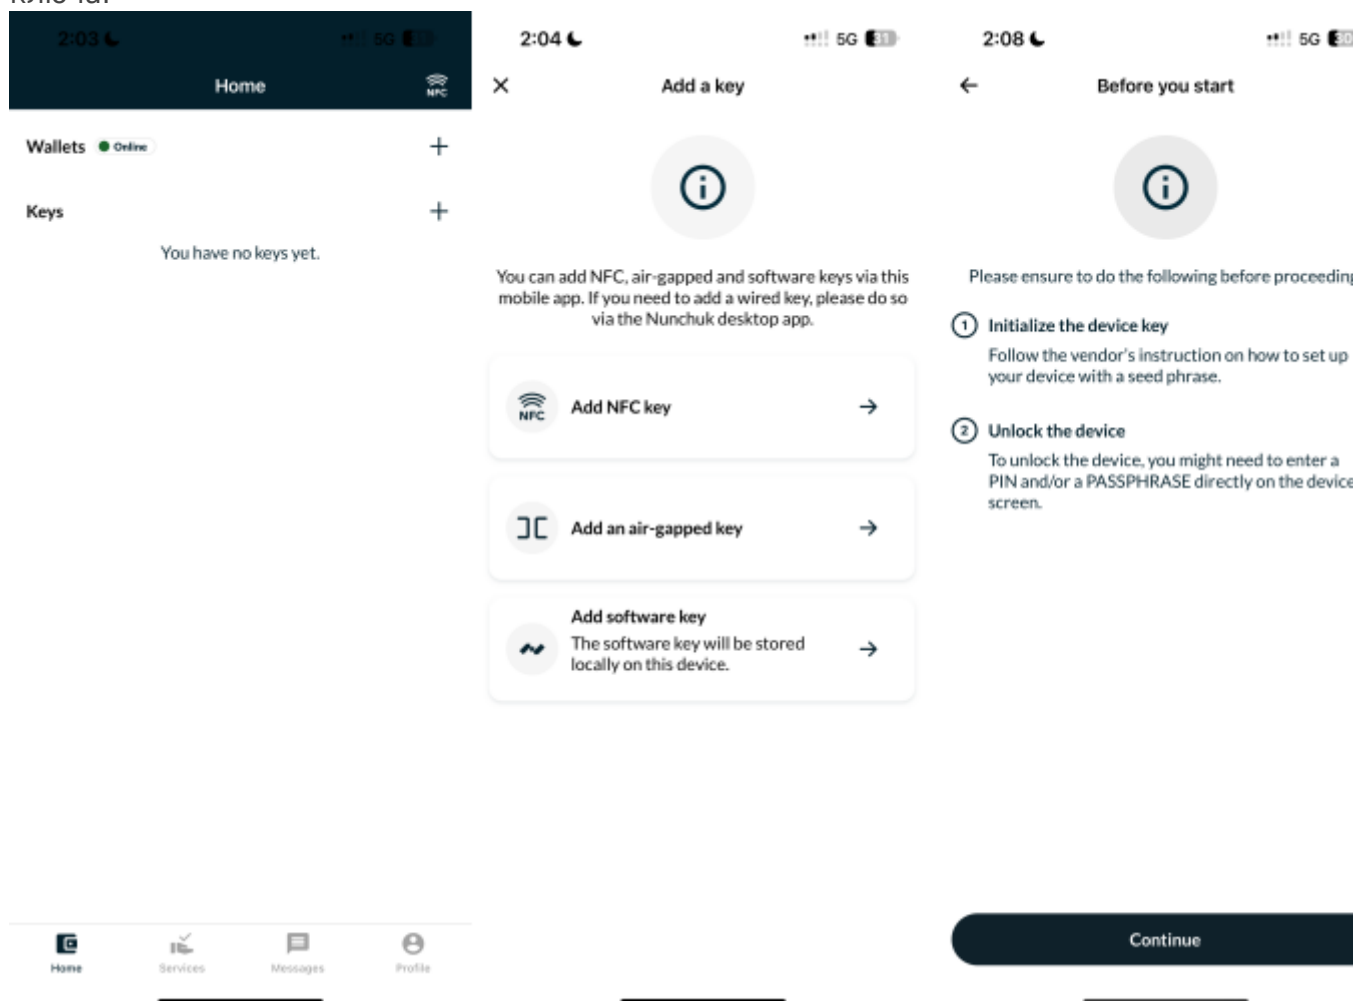 ключа.
2:03
5G
Home
NFC
Wallets
Online
Keys
You have no keys yet.
Home
Services
Messages
Profile
2:04
5G 31
Add a key
You can add NFC, air-gapped and software keys via this
mobile app. If you need to add a wired key, please do so
via the Nunchuk desktop app.
NFC
Add NFC key
Add an air-gapped key
Add software key
The software key will be stored
locally on this device.
2:08
5G 30
Before you start
Please ensure to do the following before proceeding
1 Initialize the device key
Follow the vendor's instruction on how to set up
your device with a seed phrase.
2 Unlock the device
To unlock the device, you might need to enter a
PIN and/or a PASSPHRASE directly on the device
screen.
Continue